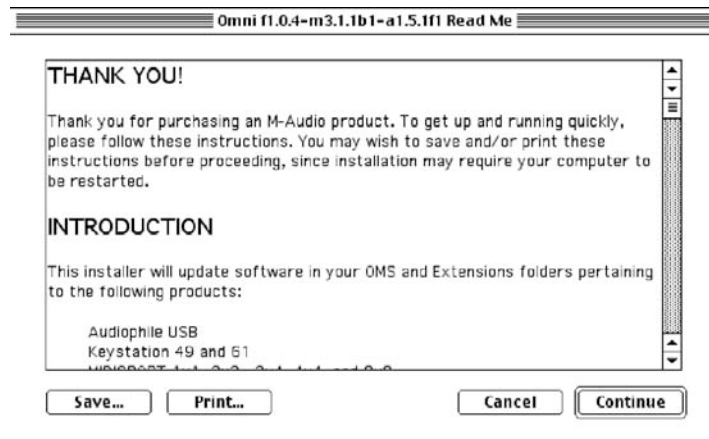 Omni f1.0.4-m3.1.1b1-a1.5.1f1 Read Me
THANK YOU!
Thank you for purchasing an M-Audio product. To get up and running quickly,
please follow these instructions. You may wish to save and/or print these
instructions before proceeding, since installation may require your computer to
be restarted.
INTRODUCTION
This installer will update software in your OMS and Extensions folders pertaining
to the following products:
Audiophile USB
Keystation 49 and 61
Save...
Print...
Cancel
Continue